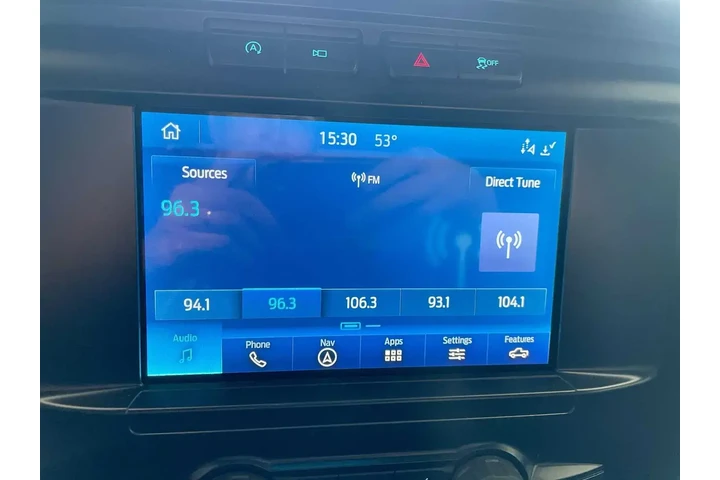 A
OFF
15:30 53°
Sources
FM
Direct Tune
96.3
94.1 96.3 106.3 93.1 104.1
Audio Phone Nav Apps Settings Features